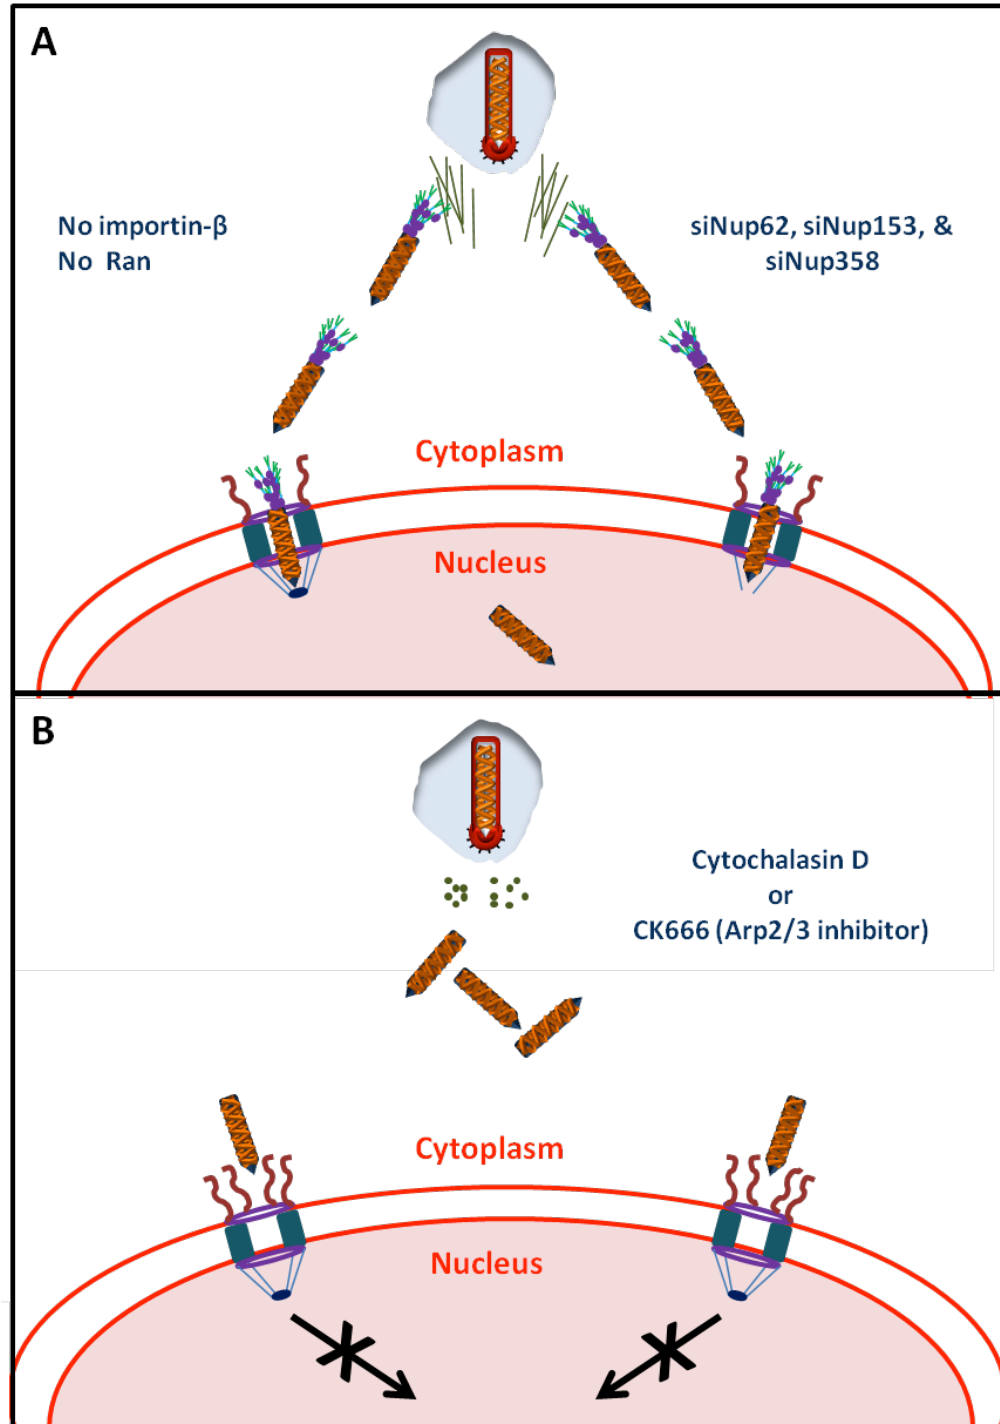 A
No importin-β
No Ran
siNup62, siNup153, &
siNup358
Cytoplasm
Nucleus
B
Cytochalasin D
or
CK666 (Arp2/3 inhibitor)
Cytoplasm
Nucleus